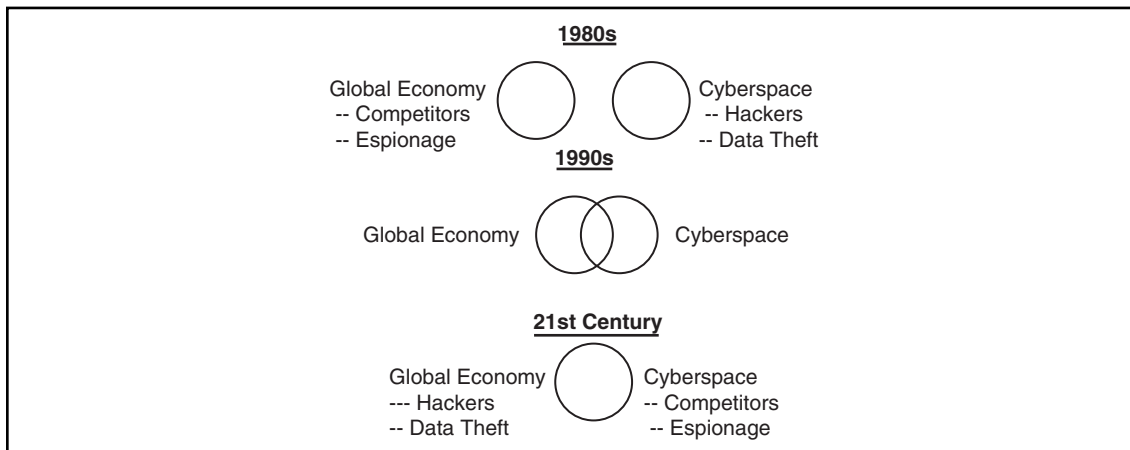 1980s
Global Economy
-- Competitors
-- Espionage
Cyberspace
-- Hackers
-- Data Theft
1990s
Global Economy
Cyberspace
21st Century
Global Economy
--- Hackers
-- Data Theft
Cyberspace
-- Competitors
-- Espionage